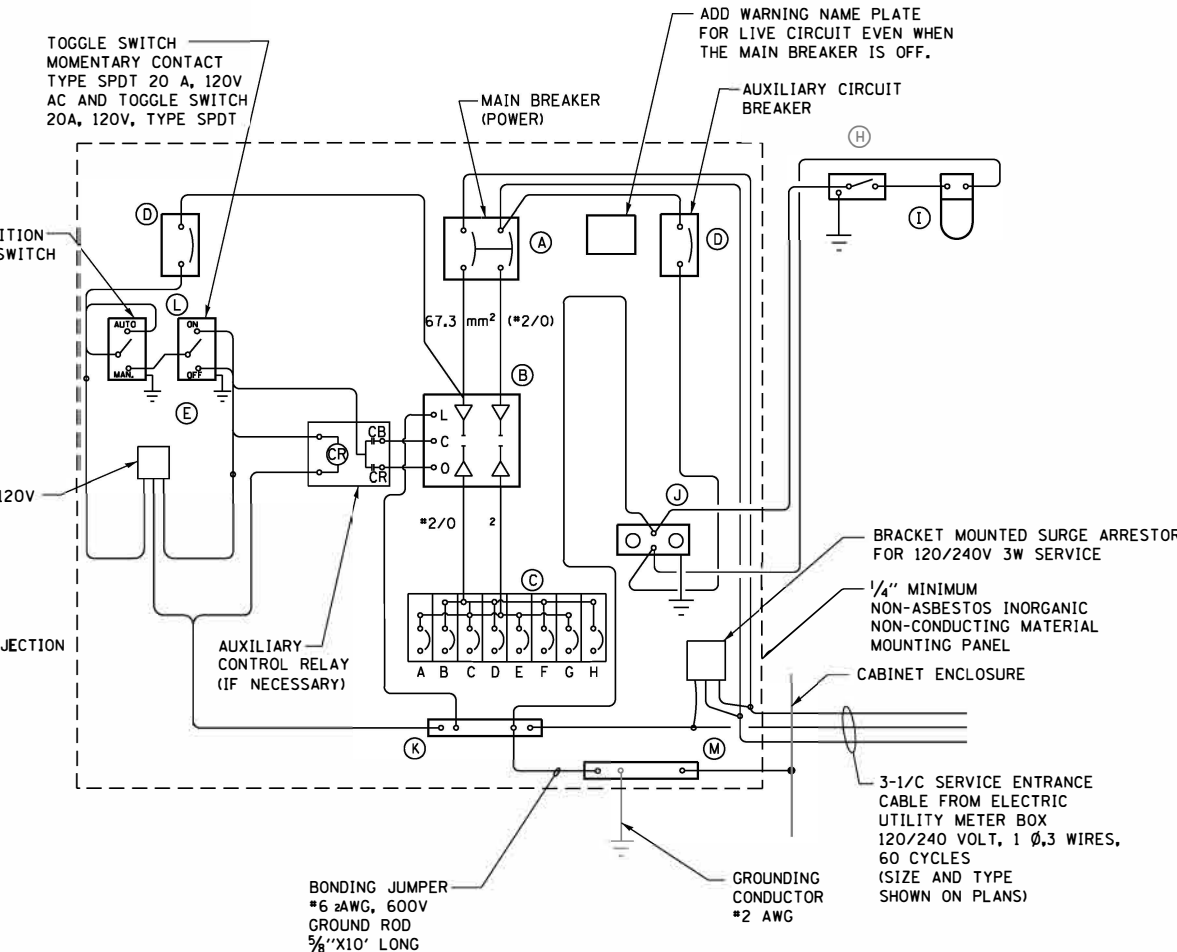 ADD WARNING NAME PLATE
FOR LIVE CIRCUIT EVEN WHEN
THE MAIN BREAKER IS OFF.
TOGGLE SWITCH
MOMENTARY CONTACT
TYPE SPDT 20 A, 120V
AC AND TOGGLE SWITCH
20A, 120V, TYPE SPDT
MAIN BREAKER
(POWER)
AUXILIARY CIRCUIT
BREAKER
H
D
ITION
SWITCH
A
D
I
L
AUTO
ON
MAN.
OFF
67.3 mm² (#2/0)
E
B
L
C
O
CB
CR
CR
120V
#2/0
2
J
BRACKET MOUNTED SURGE ARRESTOR
FOR 120/240V 3W SERVICE
C
1/4" MINIMUM
NON-ASBESTOS INORGANIC
NON-CONDUCTING MATERIAL
MOUNTING PANEL
JECTION
AUXILIARY
CONTROL RELAY
(IF NECESSARY)
A B C D E F G H
CABINET ENCLOSURE
K
M
3-1/C SERVICE ENTRANCE
CABLE FROM ELECTRIC
UTILITY METER BOX
120/240 VOLT, 1 Ø,3 WIRES,
60 CYCLES
(SIZE AND TYPE
SHOWN ON PLANS)
BONDING JUMPER
#6 2AWG, 600V
GROUND ROD
5/8"X10' LONG
GROUNDING
CONDUCTOR
#2 AWG